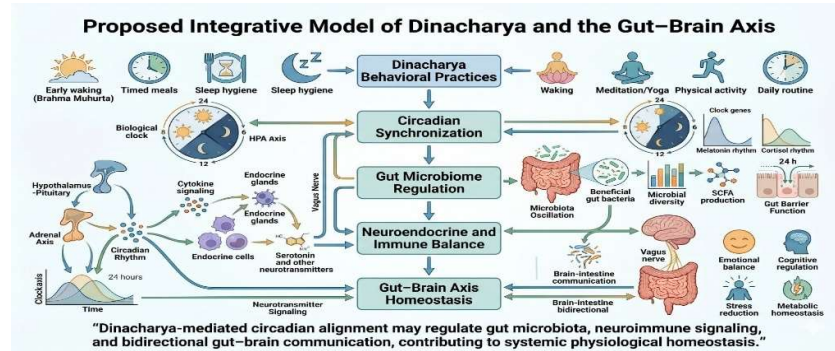 Proposed Integrative Model of Dinacharya and the Gut–Brain Axis
Early waking
(Brahma Muhurta)
Timed meals
Sleep hygiene
Sleep hygiene
Dinacharya
Behavioral Practices
Waking
Meditation/Yoga
Physical activity
Daily routine
Biological
clock
24
6
12
HPA Axis
Circadian
Synchronization
24
6
12
Clock genes
Melatonin rhythm
Cortisol rhythm
Hypothalamus
-Pituitary
Adrenal
Axis
Circadian
Rhythm
Cytokine
signaling
Endocrine
glands
Endocrine
glands
Endocrine cells
Serotonin
and other
neurotransmitters
Vagus Nerve
Gut Microbiome
Regulation
Microbiota
Oscillation
Beneficial
gut bacteria
Microbial
diversity
SCFA
production
24 h
Gut Barrier
Function
Neuroendocrine and
Immune Balance
Brain-intestine
communication
Vagus
nerve
Emotional
balance
Cognitive
regulation
Clockaxis
24 hours
Time
Neurotransmitter
Signaling
Gut–Brain Axis
Homeostasis
Brain-intestine
bidirectional
Stress
reduction
Metabolic
homeostasis
“Dinacharya-mediated circadian alignment may regulate gut microbiota, neuroimmune signaling,
and bidirectional gut–brain communication, contributing to systemic physiological homeostasis.”